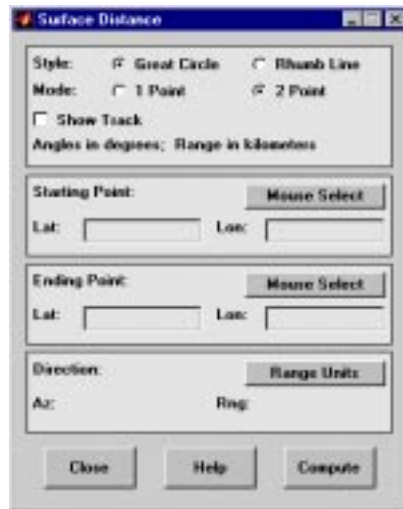 Surface Distance
Style: Great Circle Rhumb Line
Mode: 1 Point 2 Point
Show Track
Angles in degrees; Range in kilometers
Starting Point: Mouse Select
Lat: Lon:
Ending Point: Mouse Select
Lat: Lon:
Direction: Range Units
Az: Rng:
Close Help Compute